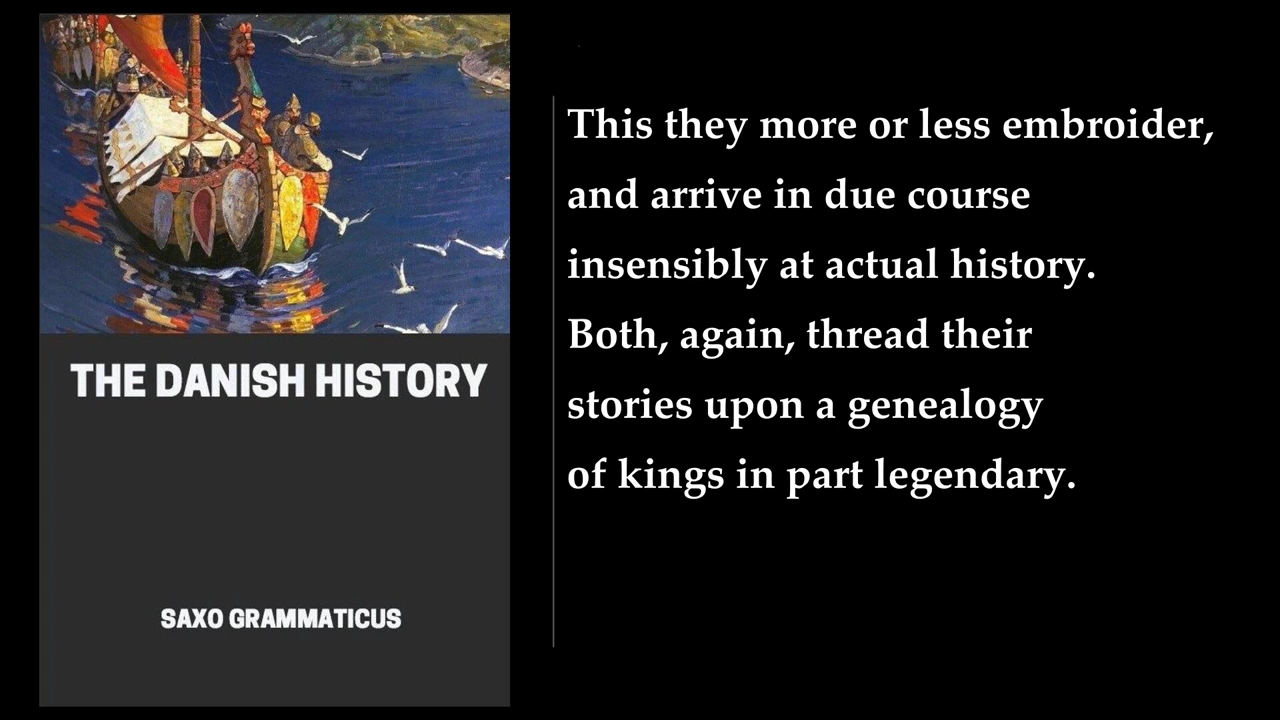 THE DANISH HISTORY
SAXO GRAMMATICUS
This they more or less embroider,
and arrive in due course
insensibly at actual history.
Both, again, thread their
stories upon a genealogy
of kings in part legendary.